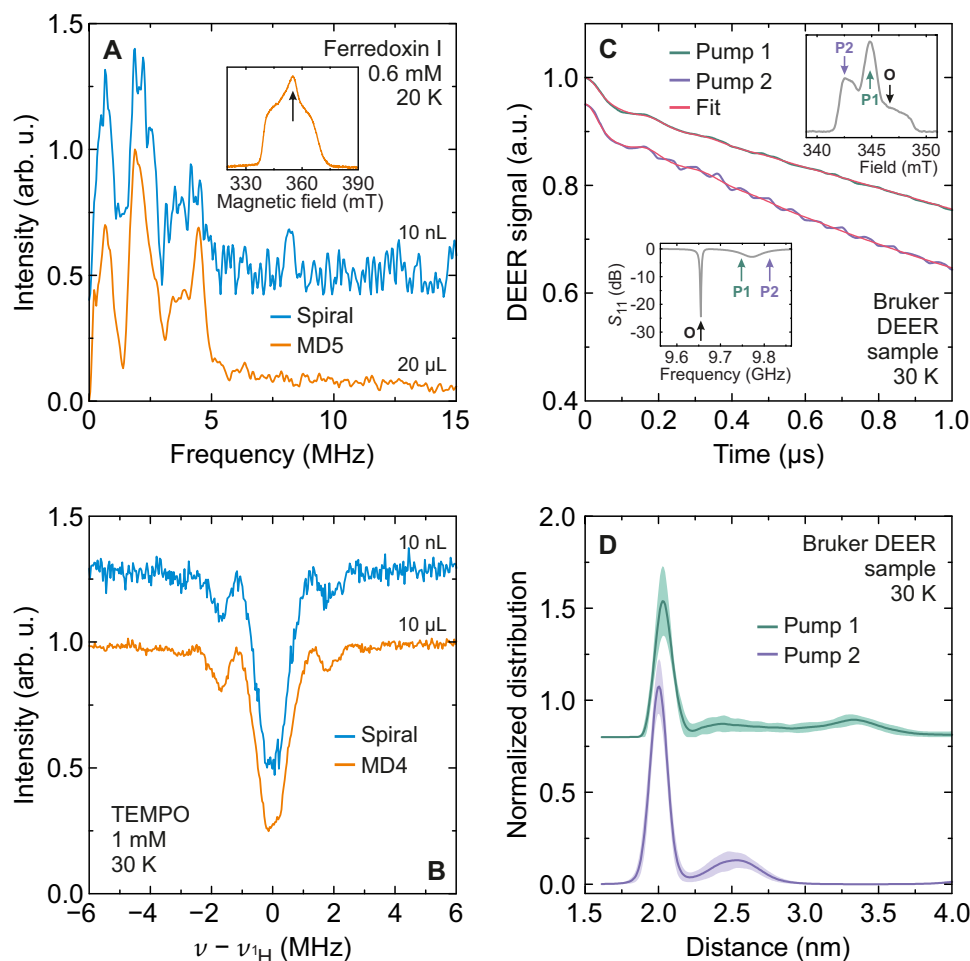 A
Ferredoxin I
0.6 mM
20 K
Intensity (arb. u.)
1.5
1.0
0.5
0.0
330 360 390
Magnetic field (mT)
10 nL
Spiral
MD5
20 μL
0 5 10 15
Frequency (MHz)
C
Pump 1
Pump 2
Fit
P2
O
P1
340 345 350
Field (mT)
DEER signal (a.u.)
1.0
0.8
0.6
0.4
S11 (dB)
0
-10
-20
-30
P1 P2
O
9.6 9.7 9.8
Frequency (GHz)
Bruker
DEER
sample
30 K
0.0 0.2 0.4 0.6 0.8 1.0
Time (μs)
Intensity (arb. u.)
1.5
1.0
0.5
0.0
10 nL
10 μL
Spiral
MD4
TEMPO
1 mM
30 K
B
−6 −4 −2 0 2 4 6
ν − ν1H (MHz)
D
Bruker DEER
sample
30 K
Pump 1
Pump 2
Normalized distribution
2.0
1.5
1.0
0.5
0.0
1.5 2.0 2.5 3.0 3.5 4.0
Distance (nm)